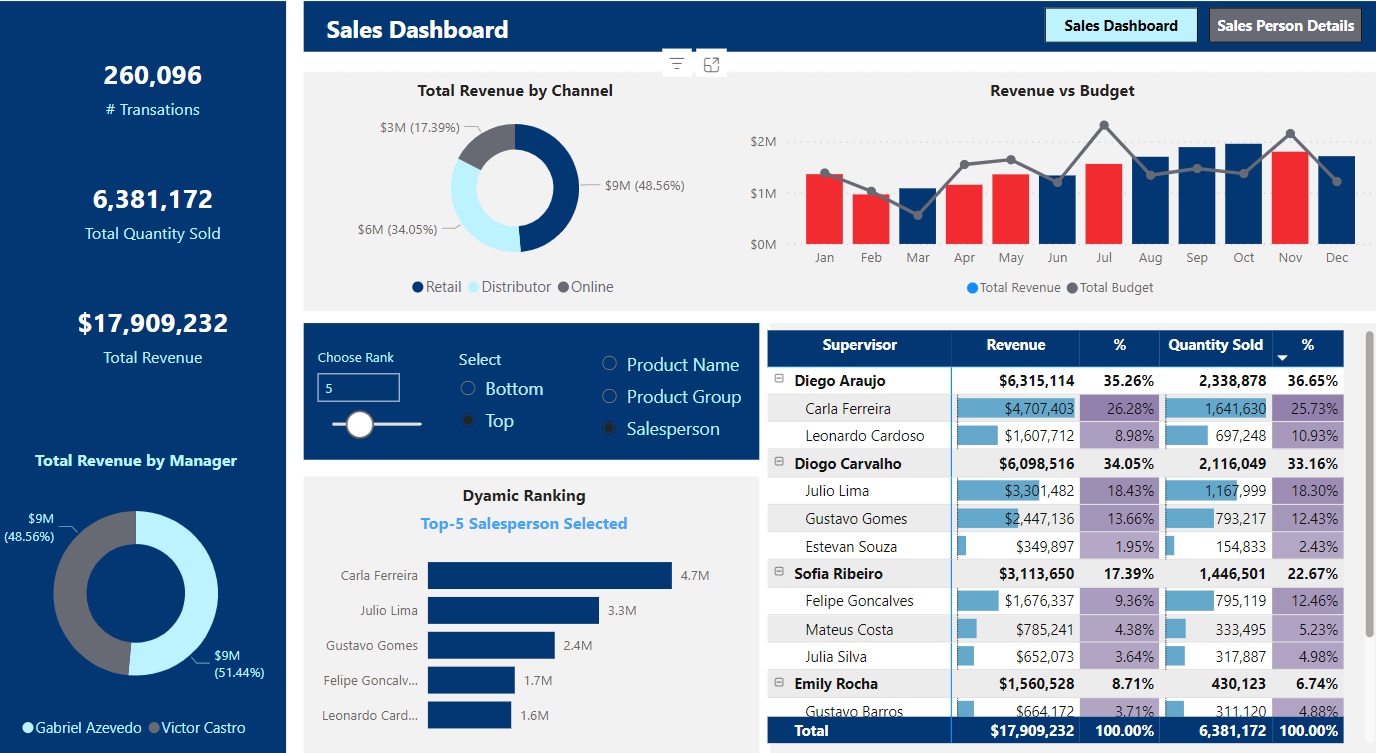 260,096
# Transations
6,381,172
Total Quantity Sold
$17,909,232
Total Revenue
Total Revenue by Manager
$9M
(48.56%)
$9M
(51.44%)
Gabriel Azevedo Victor Castro
Sales Dashboard
Sales Dashboard
Sales Person Details
Total Revenue by Channel
$3M (17.39%)
$9M (48.56%)
$6M (34.05%)
Retail Distributor Online
Revenue vs Budget
$2M
$1M
$0M
Jan Feb Mar Apr May Jun Jul Aug Sep Oct Nov Dec
Total Revenue Total Budget
Choose Rank
5
Select
Bottom
Top
Product Name
Product Group
Salesperson
Dyamic Ranking
Top-5 Salesperson Selected
Carla Ferreira 4.7M
Julio Lima 3.3M
Gustavo Gomes 2.4M
Felipe Goncalv... 1.7M
Leonardo Card... 1.6M
Supervisor Revenue % Quantity Sold %
Diego Araujo $6,315,114 35.26% 2,338,878 36.65%
Carla Ferreira $4,707,403 26.28% 1,641,630 25.73%
Leonardo Cardoso $1,607,712 8.98% 697,248 10.93%
Diogo Carvalho $6,098,516 34.05% 2,116,049 33.16%
Julio Lima $3,301,482 18.43% 1,167,999 18.30%
Gustavo Gomes $2,447,136 13.66% 793,217 12.43%
Estevan Souza $349,897 1.95% 154,833 2.43%
Sofia Ribeiro $3,113,650 17.39% 1,446,501 22.67%
Felipe Goncalves $1,676,337 9.36% 795,119 12.46%
Mateus Costa $785,241 4.38% 333,495 5.23%
Julia Silva $652,073 3.64% 317,887 4.98%
Emily Rocha $1,560,528 8.71% 430,123 6.74%
Gustavo Barros $664,172 3.71% 311,120 4.88%
Total $17,909,232 100.00% 6,381,172 100.00%